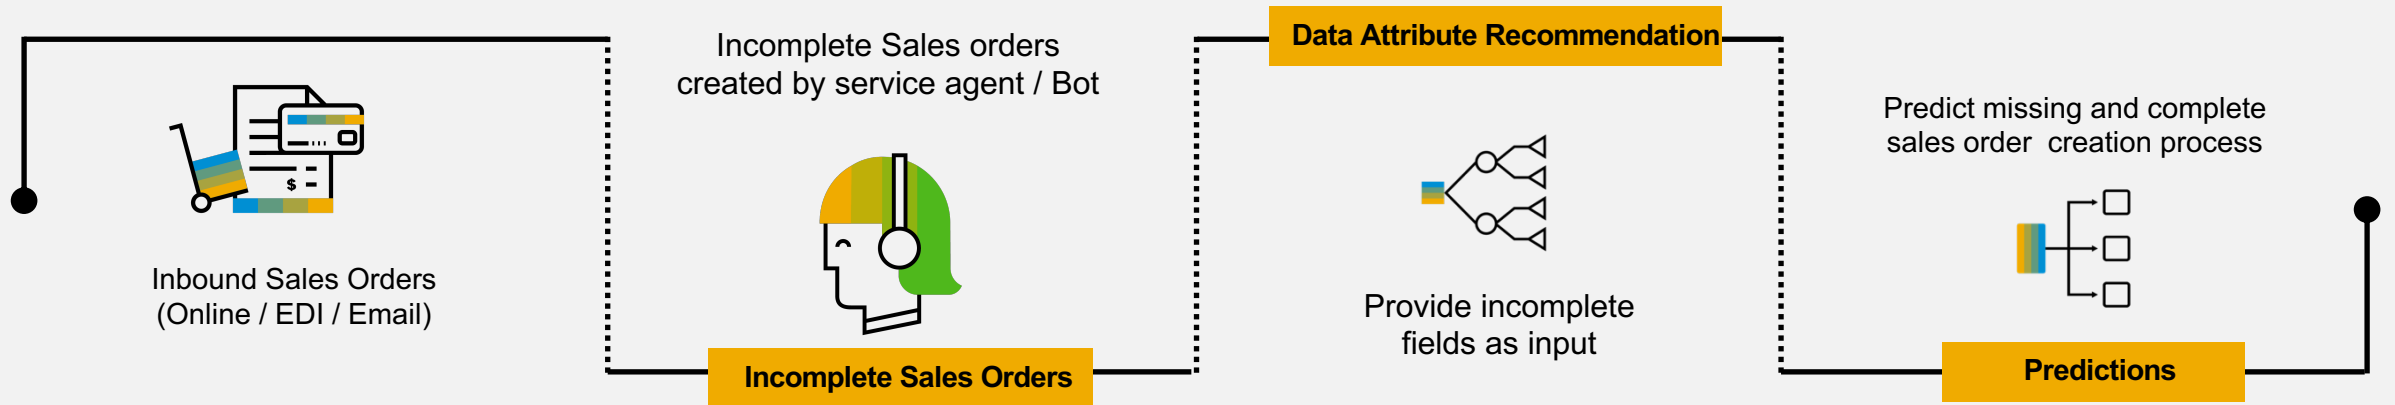 Inbound Sales Orders
(Online / EDI / Email)
$
Incomplete Sales orders
created by service agent / Bot
Incomplete Sales Orders
Data Attribute Recommendation
Provide incomplete
fields as input
Predict missing and complete
sales order  creation process
Predictions